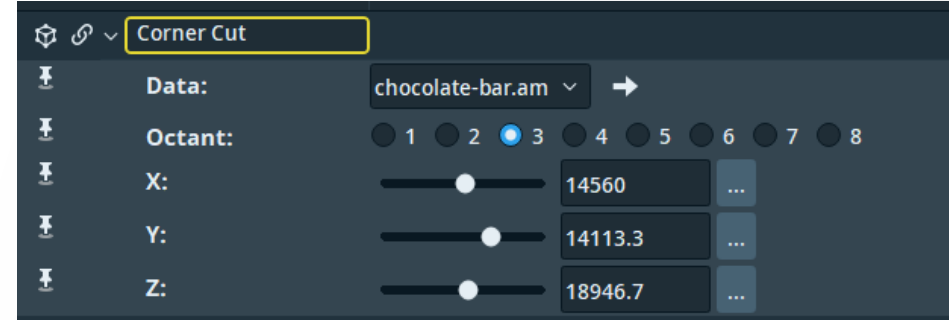 Corner Cut
Data: chocolate-bar.am
Octant: 1 2 3 4 5 6 7 8
X: 14560 ...
Y: 14113.3 ...
Z: 18946.7 ...